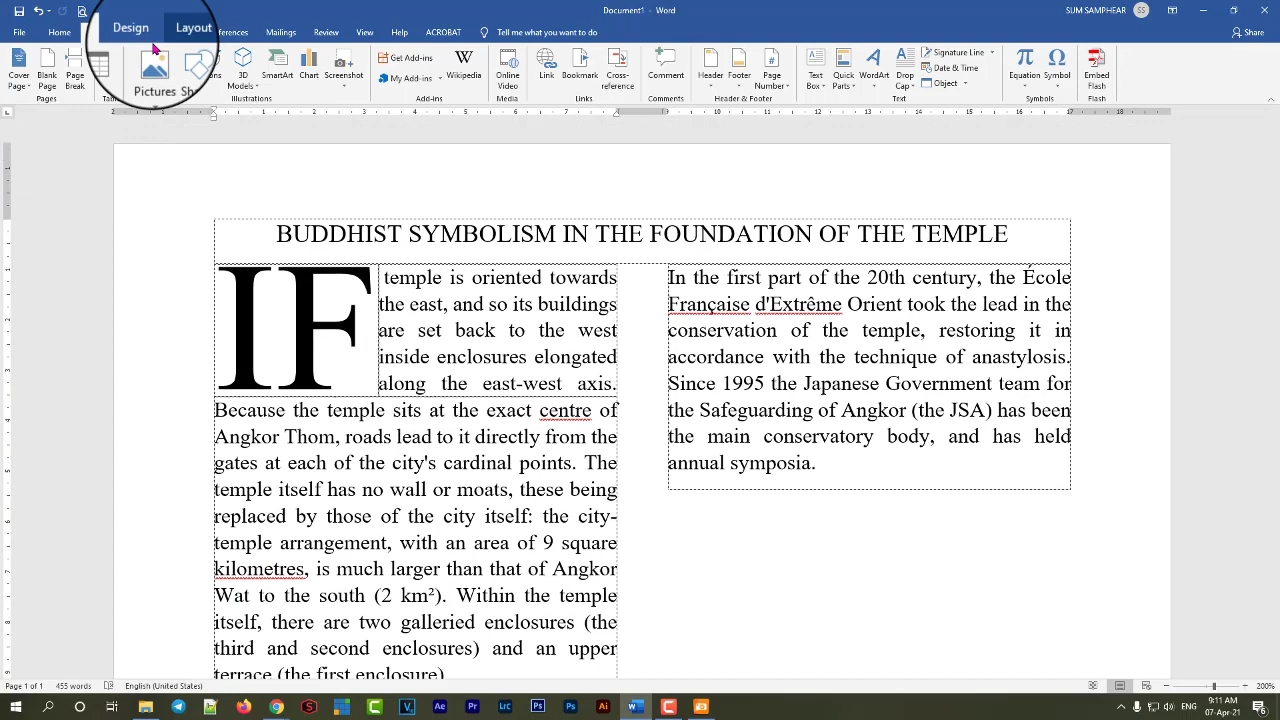 Document1 - Word
SUM SAMPHEAR SS
File Home Design Layout ferences Mailings Review View Help ACROBAT Tell me what you want to do Share
Cover Page Blank Page Page Break Pictures 3D Models SmartArt Chart Screenshot Get Add-ins My Add-ins Wikipedia Online Video Link Bookmark Cross-reference Comment Header Footer Page Number Text Box Quick Parts WordArt Drop Cap Signature Line Date & Time Object Equation Symbol Embed Flash
Pages Add-ins Media Links Comments Header & Footer Text Symbols Flash
BUDDHIST SYMBOLISM IN THE FOUNDATION OF THE TEMPLE
IF temple is oriented towards
the east, and so its buildings
are set back to the west
inside enclosures elongated
along the east-west axis.
Because the temple sits at the exact centre of
Angkor Thom, roads lead to it directly from the
gates at each of the city's cardinal points. The
temple itself has no wall or moats, these being
replaced by those of the city itself: the city-
temple arrangement, with an area of 9 square
kilometres, is much larger than that of Angkor
Wat to the south (2 km²). Within the temple
itself, there are two galleried enclosures (the
third and second enclosures) and an upper
terrace (the first enclosure).
In the first part of the 20th century, the École
Française d'Extrême Orient took the lead in the
conservation of the temple, restoring it in
accordance with the technique of anastylosis.
Since 1995 the Japanese Government team for
the Safeguarding of Angkor (the JSA) has been
the main conservatory body, and has held
annual symposia.
Page 1 of 1 455 words English (United States) 200%
9:11 AM
07-Apr-21